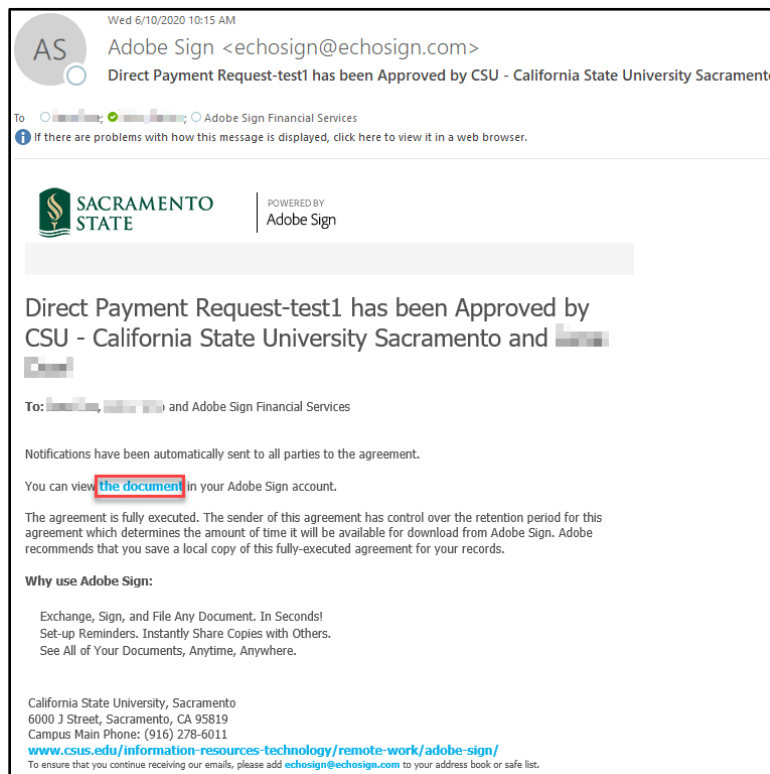 Wed 6/10/2020 10:15 AM
AS
Adobe Sign <echosign@echosign.com>
Direct Payment Request-test1 has been Approved by CSU - California State University Sacramento
To ; ; Adobe Sign Financial Services
If there are problems with how this message is displayed, click here to view it in a web browser.
SACRAMENTO
STATE
POWERED BY
Adobe Sign
Direct Payment Request-test1 has been Approved by
CSU - California State University Sacramento and
To: , and Adobe Sign Financial Services
Notifications have been automatically sent to all parties to the agreement.
You can view the document in your Adobe Sign account.
The agreement is fully executed. The sender of this agreement has control over the retention period for this
agreement which determines the amount of time it will be available for download from Adobe Sign. Adobe
recommends that you save a local copy of this fully-executed agreement for your records.
Why use Adobe Sign:
Exchange, Sign, and File Any Document. In Seconds!
Set-up Reminders. Instantly Share Copies with Others.
See All of Your Documents, Anytime, Anywhere.
California State University, Sacramento
6000 J Street, Sacramento, CA 95819
Campus Main Phone: (916) 278-6011
www.csus.edu/information-resources-technology/remote-work/adobe-sign/
To ensure that you continue receiving our emails, please add echosign@echosign.com to your address book or safe list.